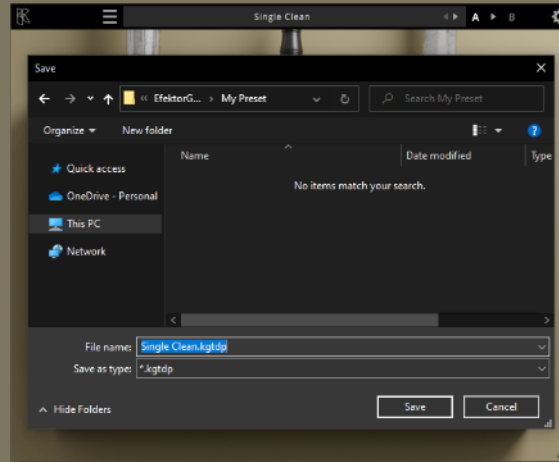 Single Clean
A
B
Save
« EfektorG... › My Preset
Search My Preset
Organize
New folder
Name
Date modified
Type
Quick access
OneDrive - Personal
This PC
Network
No items match your search.
File name: Single Clean.kgtdp
Save as type: *.kgtdp
Hide Folders
Save
Cancel